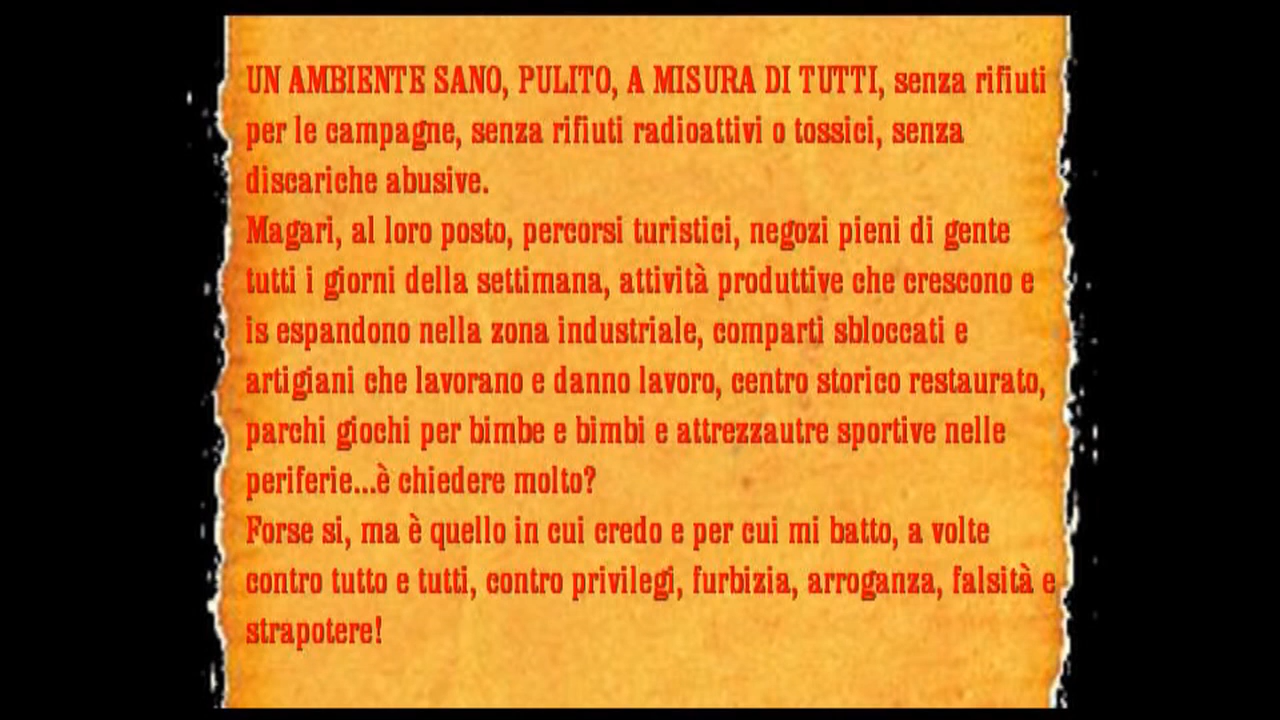 UN AMBIENTE SANO, PULITO, A MISURA DI TUTTI, senza rifiuti
per le campagne, senza rifiuti radioattivi o tossici, senza
discariche abusive.
Magari, al loro posto, percorsi turistici, negozi pieni di gente
tutti i giorni della settimana, attività produttive che crescono e
is espandono nella zona industriale, comparti sbloccati e
artigiani che lavorano e danno lavoro, centro storico restaurato,
parchi giochi per bimbe e bimbi e attrezzautre sportive nelle
periferie...è chiedere molto?
Forse si, ma è quello in cui credo e per cui mi batto, a volte
contro tutto e tutti, contro privilegi, furbizia, arroganza, falsità e
strapotere!